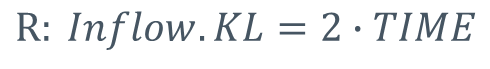 R: Inflow.KL = 2 · TIME